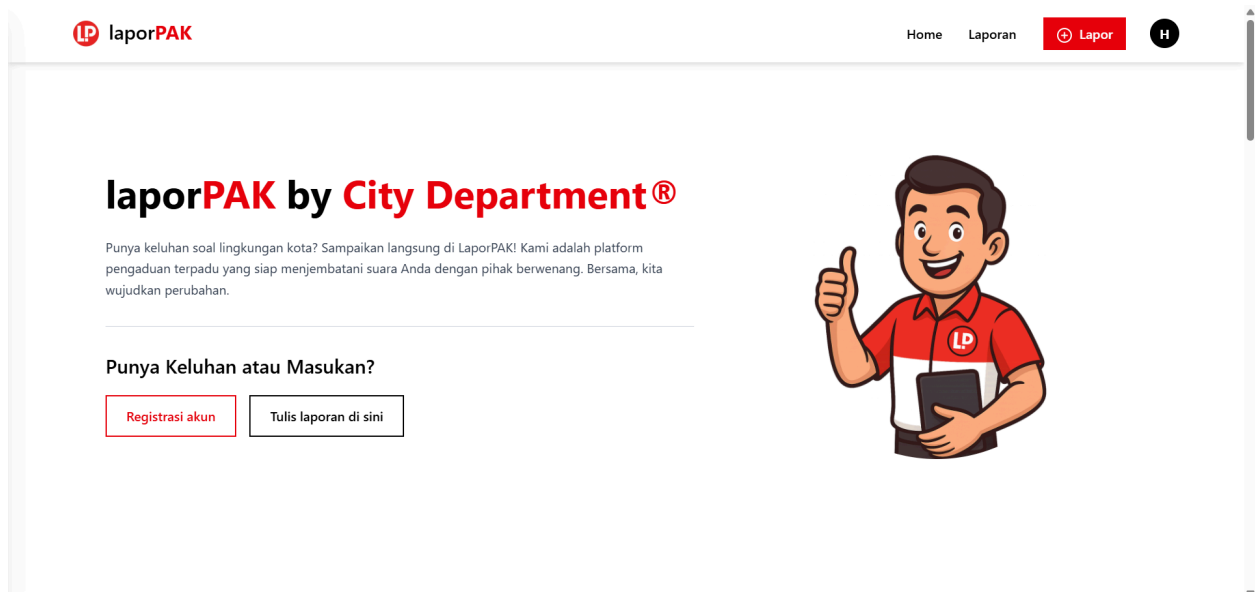 LP laporPAK
Home Laporan Lapor H
laporPAK by City Department®
Punya keluhan soal lingkungan kota? Sampaikan langsung di LaporPAK! Kami adalah platform
pengaduan terpadu yang siap menjembatani suara Anda dengan pihak berwenang. Bersama, kita
wujudkan perubahan.
LP
Punya Keluhan atau Masukan?
Registrasi akun Tulis laporan di sini